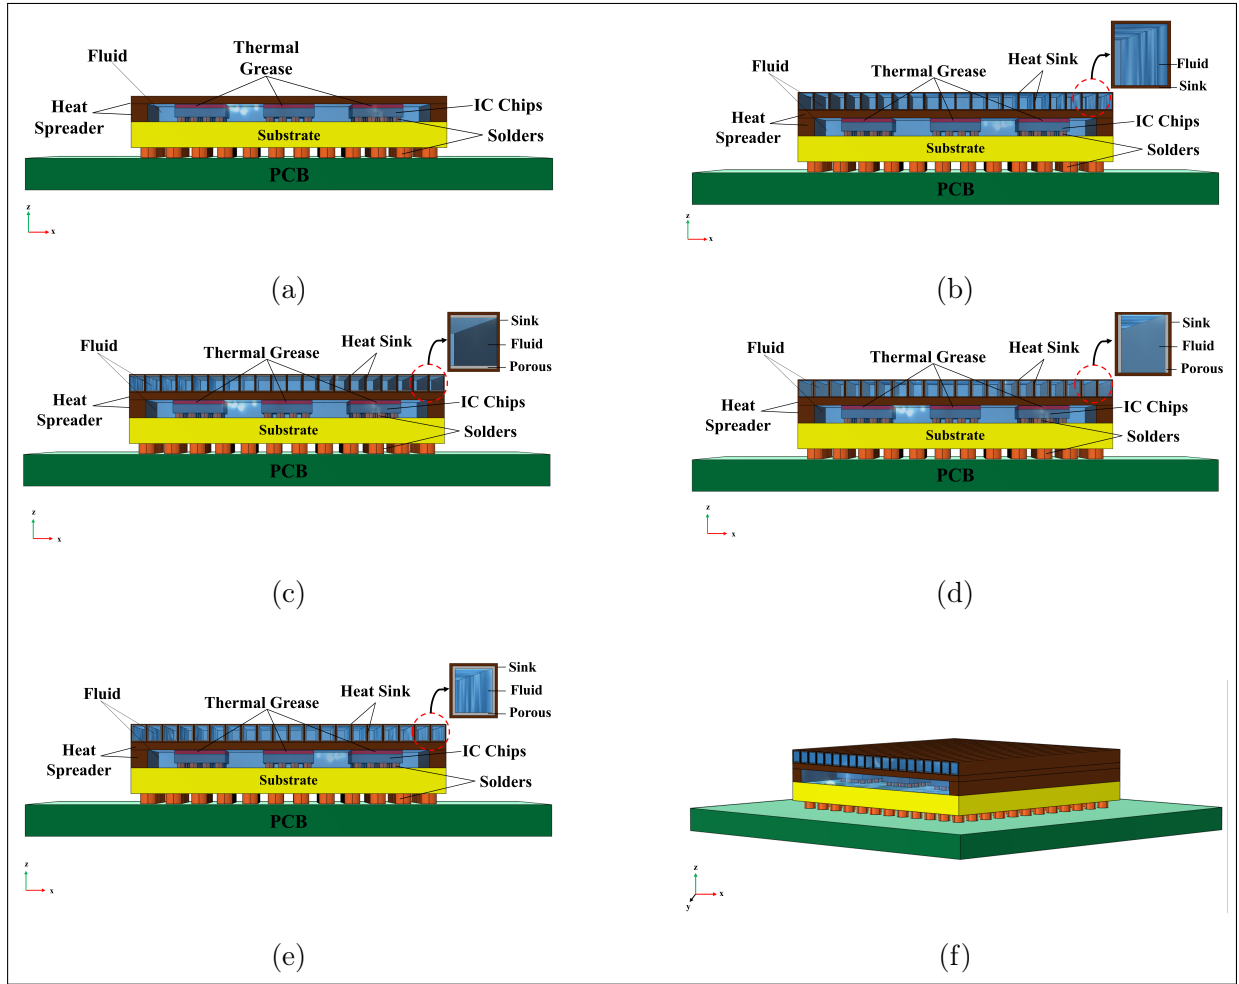 Thermal
Grease
Fluid
Heat
Spreader
IC Chips
Solders
Substrate
PCB
z
x
(a)
Fluid
Sink
Heat Sink
Thermal Grease
Fluid
Heat
Spreader
IC Chips
Solders
Substrate
PCB
z
x
(b)
Sink
Fluid
Porous
Heat Sink
Thermal Grease
Fluid
Heat
Spreader
IC Chips
Solders
Substrate
PCB
z
x
(c)
Sink
Fluid
Porous
Heat Sink
Thermal Grease
Fluid
Heat
Spreader
IC Chips
Solders
Substrate
PCB
z
x
(d)
Sink
Fluid
Porous
Heat Sink
Thermal Grease
Fluid
Heat
Spreader
IC Chips
Solders
Substrate
PCB
z
x
(e)
z
x
y
(f)